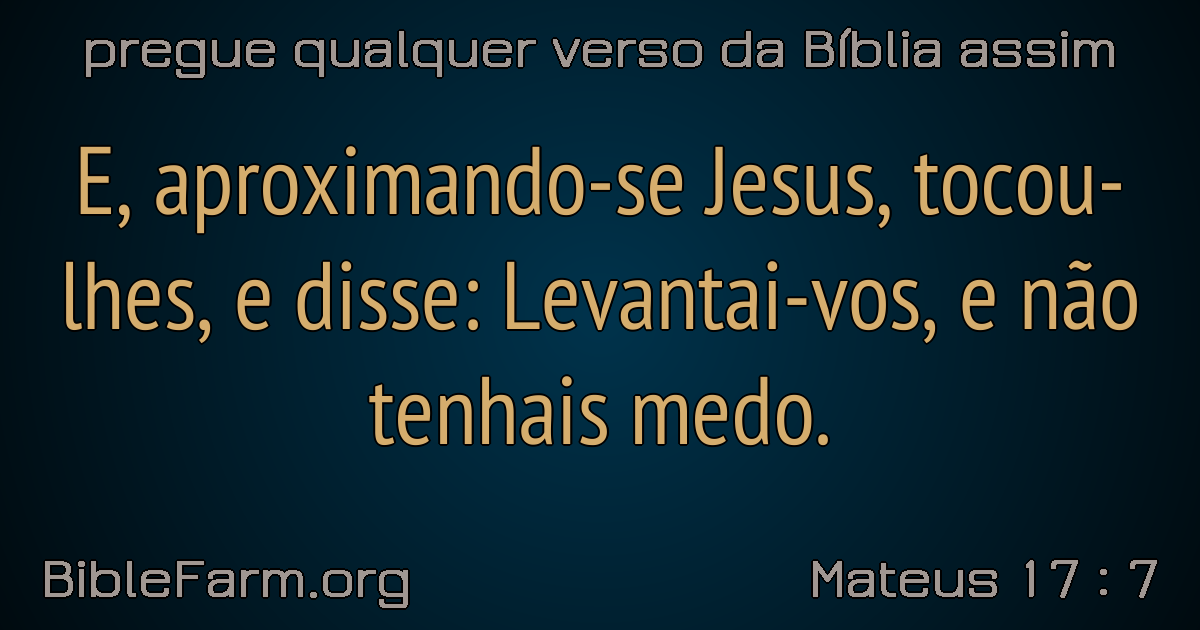 pregue qualquer verso da Bíblia assim
E, aproximando-se Jesus, tocou-
lhes, e disse: Levantai-vos, e não
tenhais medo.
BibleFarm.org
Mateus 17 : 7